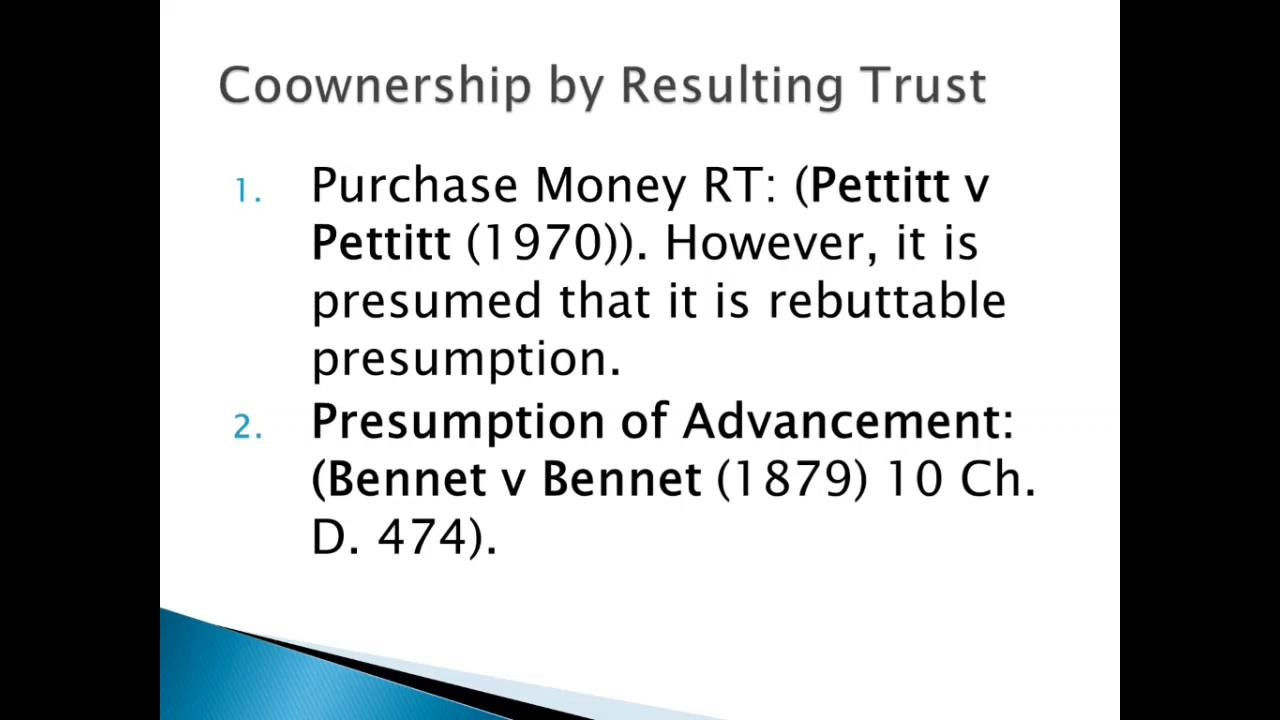 Coownership by Resulting Trust
1. Purchase Money RT: (Pettitt v
Pettitt (1970)). However, it is
presumed that it is rebuttable
presumption.
2. Presumption of Advancement:
(Bennet v Bennet (1879) 10 Ch.
D. 474).